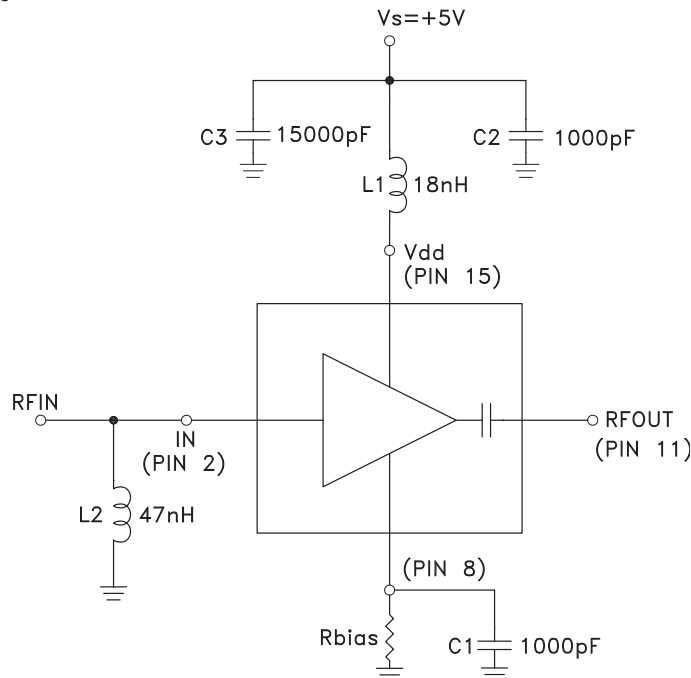 Vs=+5V
C3 15000pF
C2 1000pF
L1 18nH
Vdd
(PIN 15)
RFIN
IN
(PIN 2)
RFOUT
(PIN 11)
L2 47nH
(PIN 8)
Rbias
C1 1000pF